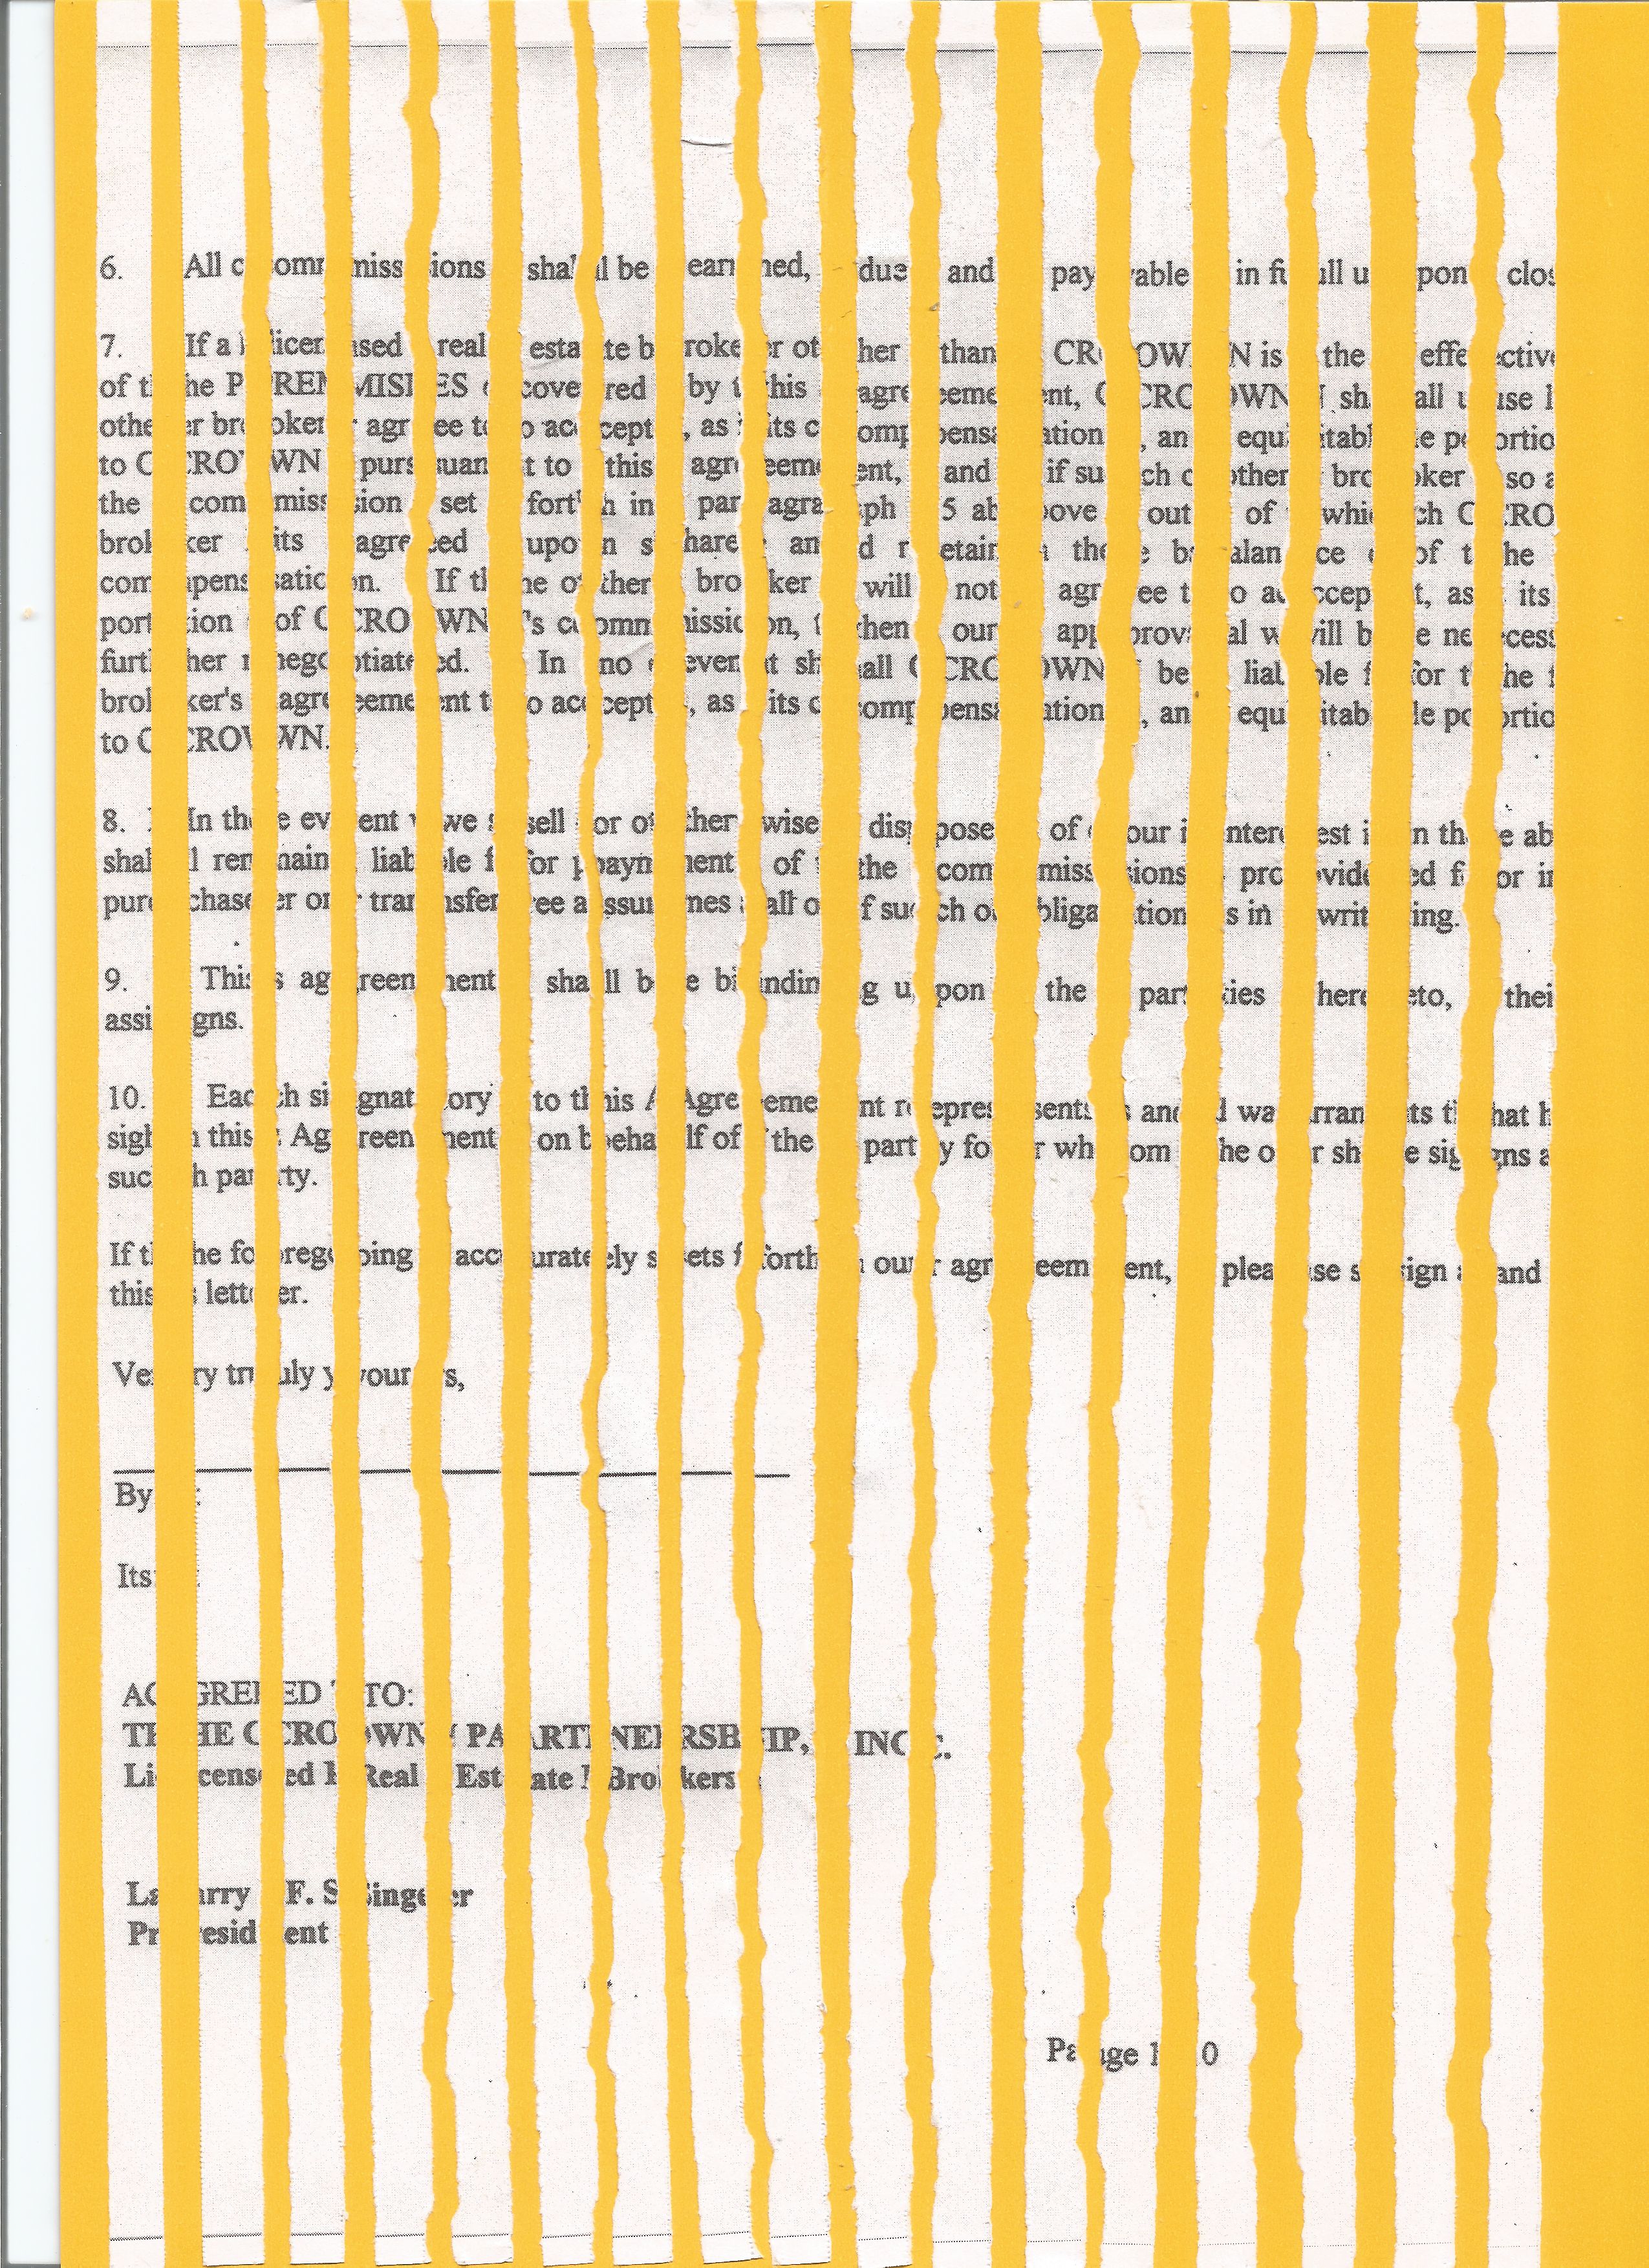 6. All commissions shall be earned, due and payable in full upon
7. If a licensed real estate broker other than CROWN is the effective
of the PREMISES covered by this agreement, CROWN shall use
other broker agree to accept, as its compensation, an equitable
to CROWN pursuant to this agreement, and if such other broker so
the commission set forth in paragraph 5 above out of which
broker its agreed upon share and retain the balance of the
compensation. If the other broker will not agree to accept, as its
portion of CROWN's commission, then our approval will be
further negotiated. In no event shall CROWN be liable for the
broker's agreement to accept, as its compensation, an equitable
to CROWN.
8. In the event we sell or otherwise dispose of our interest in the
shall remain liable for payment of the commissions provided for
purchaser or transferee assumes all of such obligations in writing.
9. This agreement shall be binding upon the parties hereto,
assigns.
10. Each signatory to this Agreement represents and warrants that
sign this Agreement on behalf of the party for whom he or she signs
such party.
If the foregoing accurately sets forth our agreement, please sign and
this letter.
Very truly yours,
By:
Its:
AGREED TO:
THE CROWN PARTNERSHIP, INC.
Licensed Real Estate Brokers
Larry F. Singer
President
Page 10